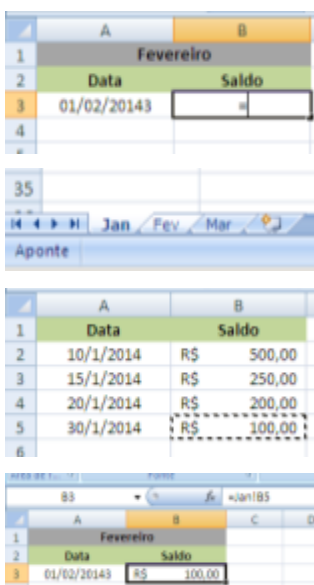 A B
1 Fevereiro
2 Data Saldo
3 01/02/20143 =
4
35
Jan Fev Mar
Aponte
A B
1 Data Saldo
2 10/1/2014 R$ 500,00
3 15/1/2014 R$ 250,00
4 20/1/2014 R$ 200,00
5 30/1/2014 R$ 100,00
6
Fonte
B3 fx =Jan!B5
A B C D
1 Fevereiro
2 Data Saldo
3 01/02/20143 R$ 100,00